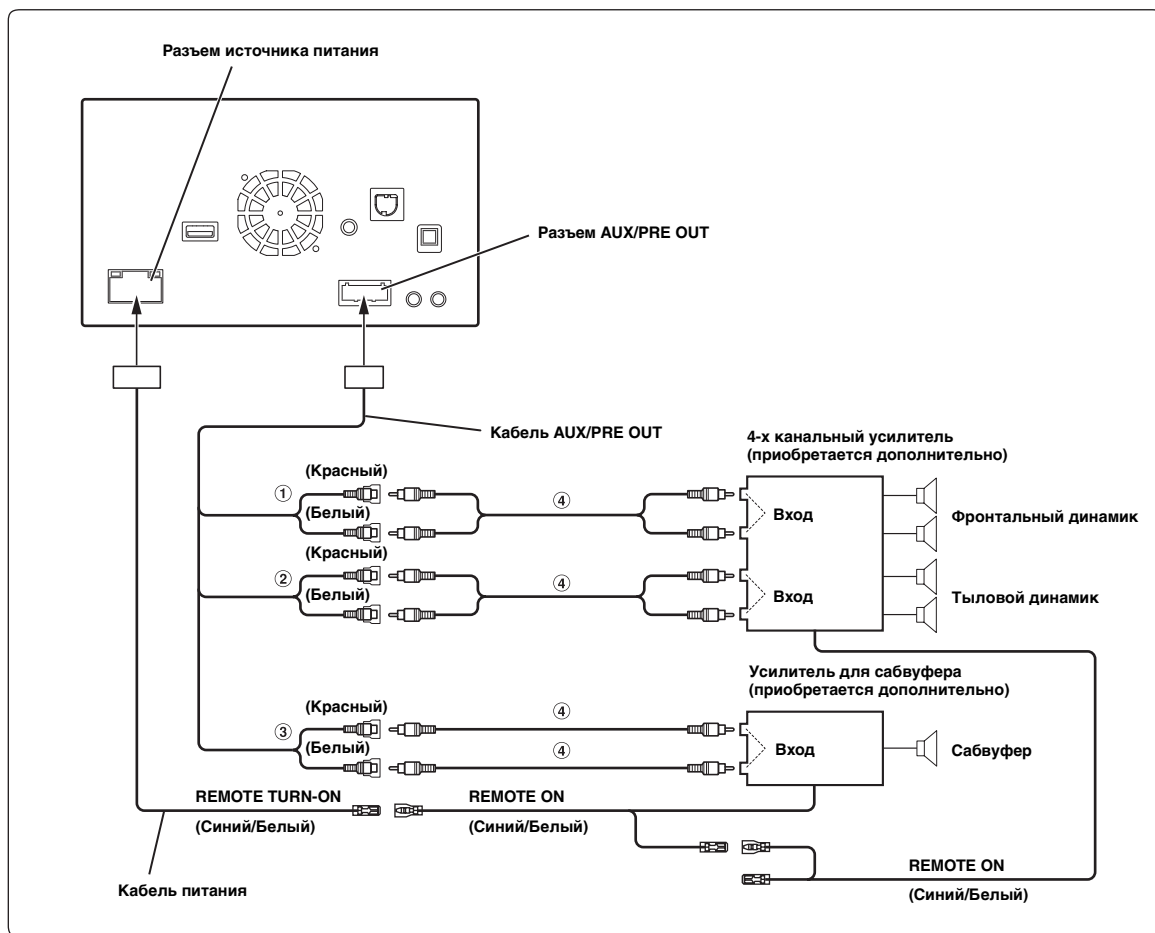 Разъем источника питания
Разъем AUX/PRE OUT
Кабель AUX/PRE OUT
4-х канальный усилитель
(приобретается дополнительно)
(Красный)
①
④
(Белый)
Вход
Фронтальный динамик
(Красный)
②
④
(Белый)
Вход
Тыловой динамик
Усилитель для сабвуфера
(приобретается дополнительно)
(Красный)
④
③
(Белый)
④
Вход
Сабвуфер
REMOTE TURN-ON
(Синий/Белый)
REMOTE ON
(Синий/Белый)
REMOTE ON
(Синий/Белый)
Кабель питания